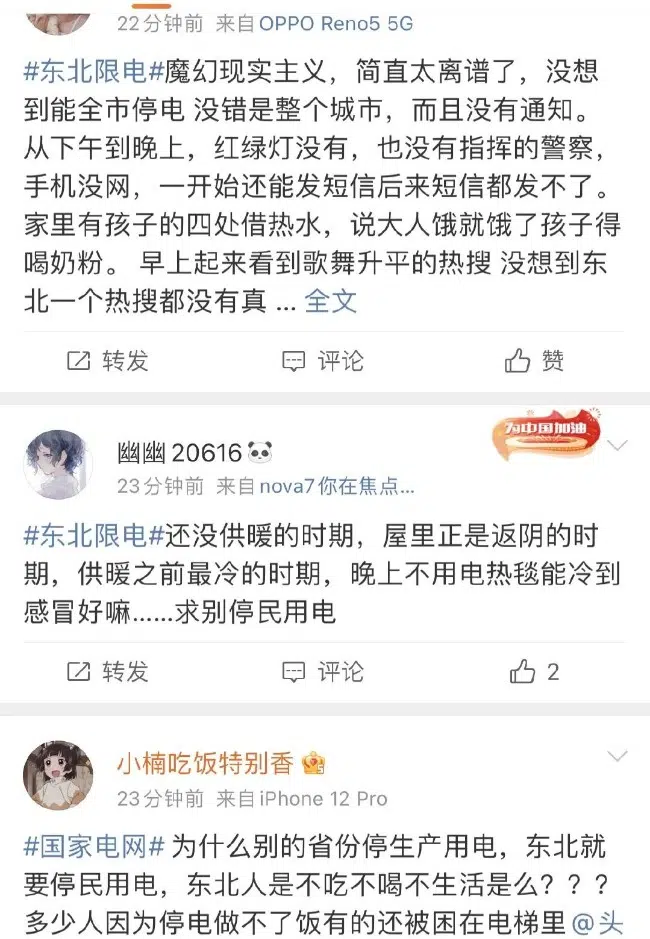 22分钟前 来自OPPO Reno5 5G
#东北限电#魔幻现实主义，简直太离谱了，没想
到能全市停电 没错是整个城市，而且没有通知。
从下午到晚上，红绿灯没有，也没有指挥的警察，
手机没网，一开始还能发短信后来短信都发不了。
家里有孩子的四处借热水，说大人饿就饿了孩子得
喝奶粉。 早上起来看到歌舞升平的热搜 没想到东
北一个热搜都没有真 ... 全文
转发 评论 赞
幽幽20616
为中国加油
23分钟前 来自nova7你在焦点...
#东北限电#还没供暖的时期，屋里正是返阴的时
期，供暖之前最冷的时期，晚上不用电热毯能冷到
感冒好嘛......求别停民用电
转发 评论 2
小楠吃饭特别香
23分钟前 来自iPhone 12 Pro
#国家电网# 为什么别的省份停生产用电，东北就
要停民用电，东北人是不吃不喝不生活是么？？？
多少人因为停电做不了饭有的还被困在电梯里@头